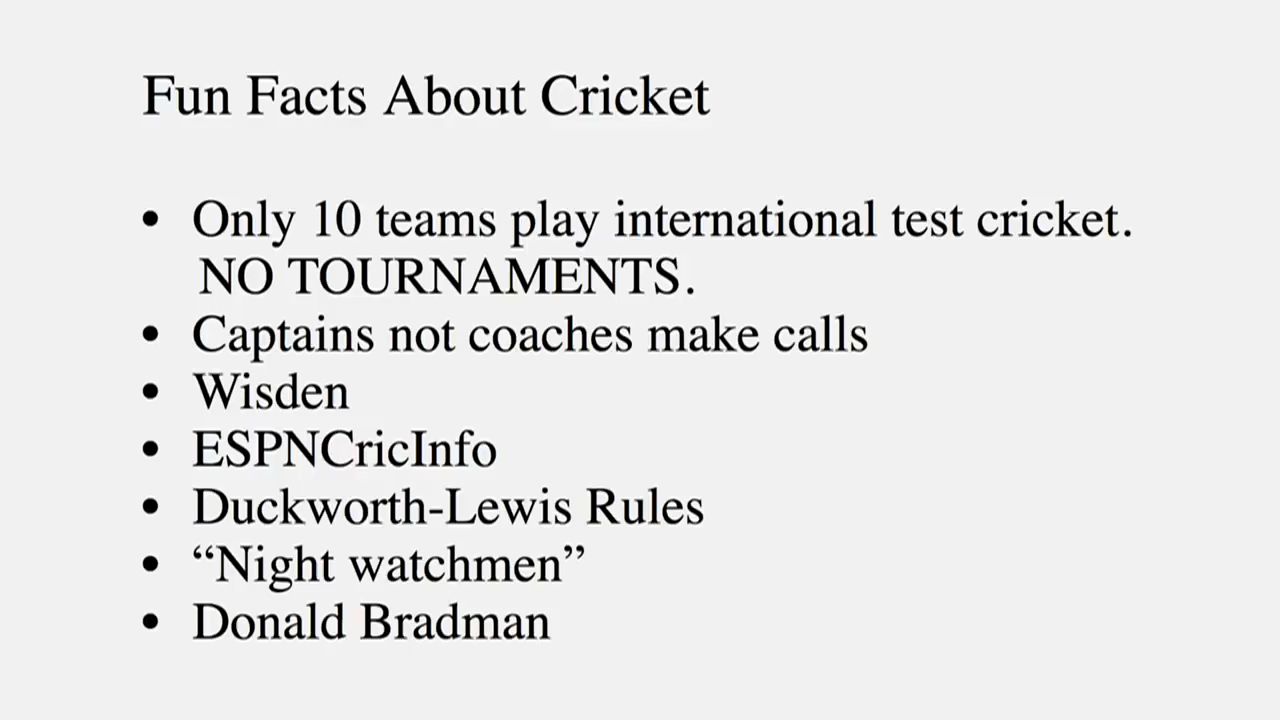 Fun Facts About Cricket
• Only 10 teams play international test cricket.
NO TOURNAMENTS.
• Captains not coaches make calls
• Wisden
• ESPNCricInfo
• Duckworth-Lewis Rules
• “Night watchmen”
• Donald Bradman